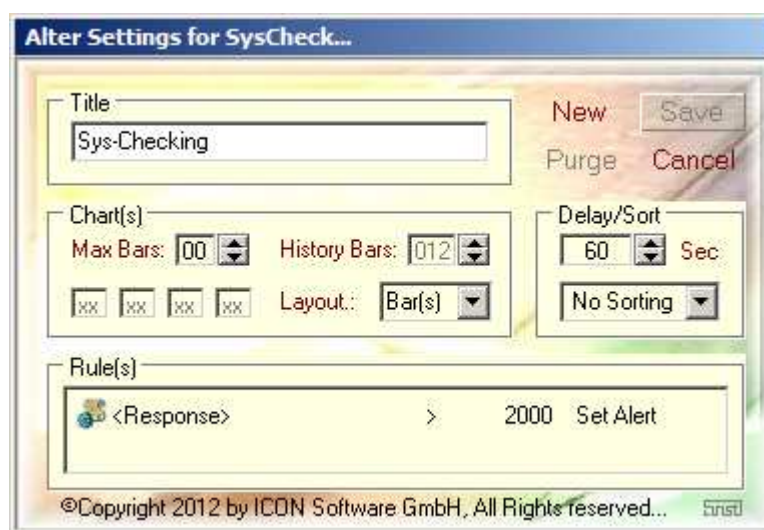 Alter Settings for SysCheck...
Title
Sys-Checking
New Save
Purge Cancel
Chart(s)
Max Bars: 00 History Bars: 012
xx xx xx xx Layout.: Bar(s)
Delay/Sort
60 Sec
No Sorting
Rule(s)
<Response> > 2000 Set Alert
©Copyright 2012 by ICON Software GmbH, All Rights reserved...